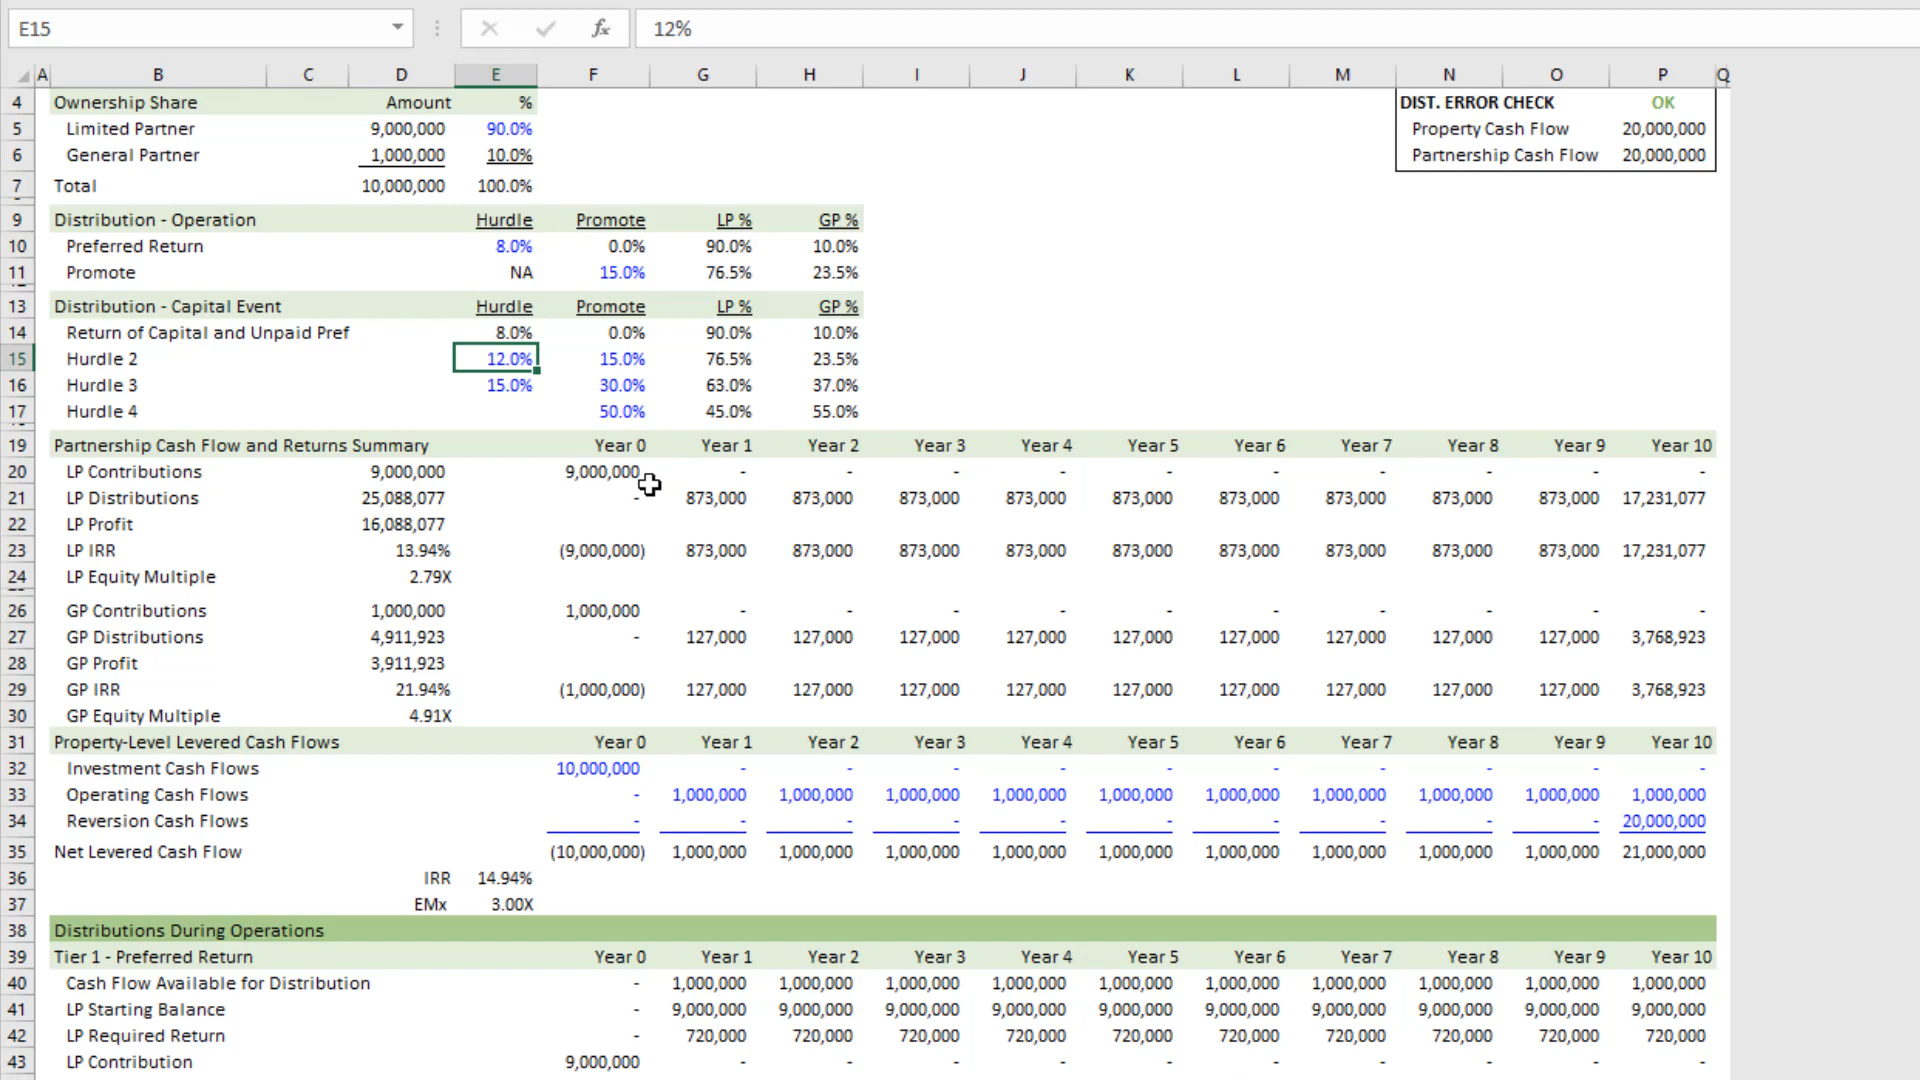 E15 fx 12%
A B C D E F G H I J K L M N O P Q
4 Ownership Share Amount % DIST. ERROR CHECK OK
5 Limited Partner 9,000,000 90.0% Property Cash Flow 20,000,000
6 General Partner 1,000,000 10.0% Partnership Cash Flow 20,000,000
7 Total 10,000,000 100.0%
9 Distribution - Operation Hurdle Promote LP % GP %
10 Preferred Return 8.0% 0.0% 90.0% 10.0%
11 Promote NA 15.0% 76.5% 23.5%
13 Distribution - Capital Event Hurdle Promote LP % GP %
14 Return of Capital and Unpaid Pref 8.0% 0.0% 90.0% 10.0%
15 Hurdle 2 12.0% 15.0% 76.5% 23.5%
16 Hurdle 3 15.0% 30.0% 63.0% 37.0%
17 Hurdle 4 50.0% 45.0% 55.0%
19 Partnership Cash Flow and Returns Summary Year 0 Year 1 Year 2 Year 3 Year 4 Year 5 Year 6 Year 7 Year 8 Year 9 Year 10
20 LP Contributions 9,000,000 9,000,000 - - - - - - - - - -
21 LP Distributions 25,088,077 - 873,000 873,000 873,000 873,000 873,000 873,000 873,000 873,000 873,000 17,231,077
22 LP Profit 16,088,077
23 LP IRR 13.94% (9,000,000) 873,000 873,000 873,000 873,000 873,000 873,000 873,000 873,000 873,000 17,231,077
24 LP Equity Multiple 2.79X
26 GP Contributions 1,000,000 1,000,000 - - - - - - - - - -
27 GP Distributions 4,911,923 - 127,000 127,000 127,000 127,000 127,000 127,000 127,000 127,000 127,000 3,768,923
28 GP Profit 3,911,923
29 GP IRR 21.94% (1,000,000) 127,000 127,000 127,000 127,000 127,000 127,000 127,000 127,000 127,000 3,768,923
30 GP Equity Multiple 4.91X
31 Property-Level Levered Cash Flows Year 0 Year 1 Year 2 Year 3 Year 4 Year 5 Year 6 Year 7 Year 8 Year 9 Year 10
32 Investment Cash Flows 10,000,000 - - - - - - - - - -
33 Operating Cash Flows - 1,000,000 1,000,000 1,000,000 1,000,000 1,000,000 1,000,000 1,000,000 1,000,000 1,000,000 1,000,000
34 Reversion Cash Flows - - - - - - - - - - 20,000,000
35 Net Levered Cash Flow (10,000,000) 1,000,000 1,000,000 1,000,000 1,000,000 1,000,000 1,000,000 1,000,000 1,000,000 1,000,000 21,000,000
36 IRR 14.94%
37 EMx 3.00X
38 Distributions During Operations
39 Tier 1 - Preferred Return Year 0 Year 1 Year 2 Year 3 Year 4 Year 5 Year 6 Year 7 Year 8 Year 9 Year 10
40 Cash Flow Available for Distribution - 1,000,000 1,000,000 1,000,000 1,000,000 1,000,000 1,000,000 1,000,000 1,000,000 1,000,000 1,000,000
41 LP Starting Balance - 9,000,000 9,000,000 9,000,000 9,000,000 9,000,000 9,000,000 9,000,000 9,000,000 9,000,000 9,000,000
42 LP Required Return - 720,000 720,000 720,000 720,000 720,000 720,000 720,000 720,000 720,000 720,000
43 LP Contribution 9,000,000 - - - - - - - - - -